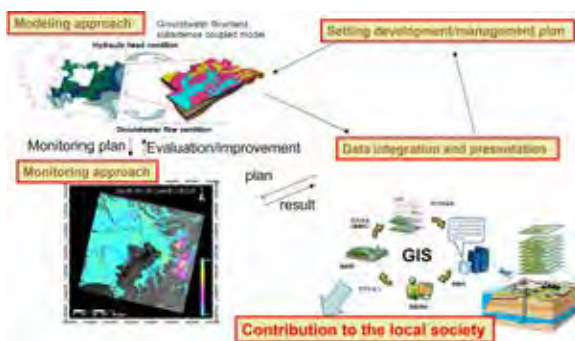 Modeling approach
Groundwater flow/land
subsidence coupled model
Hydraulic head condition
Groundwater flow condition
Setting development/management plan
Monitoring plan
Evaluation/improvement
Monitoring approach
Data integration and presentation
plan
result
GIS
Contribution to the local society